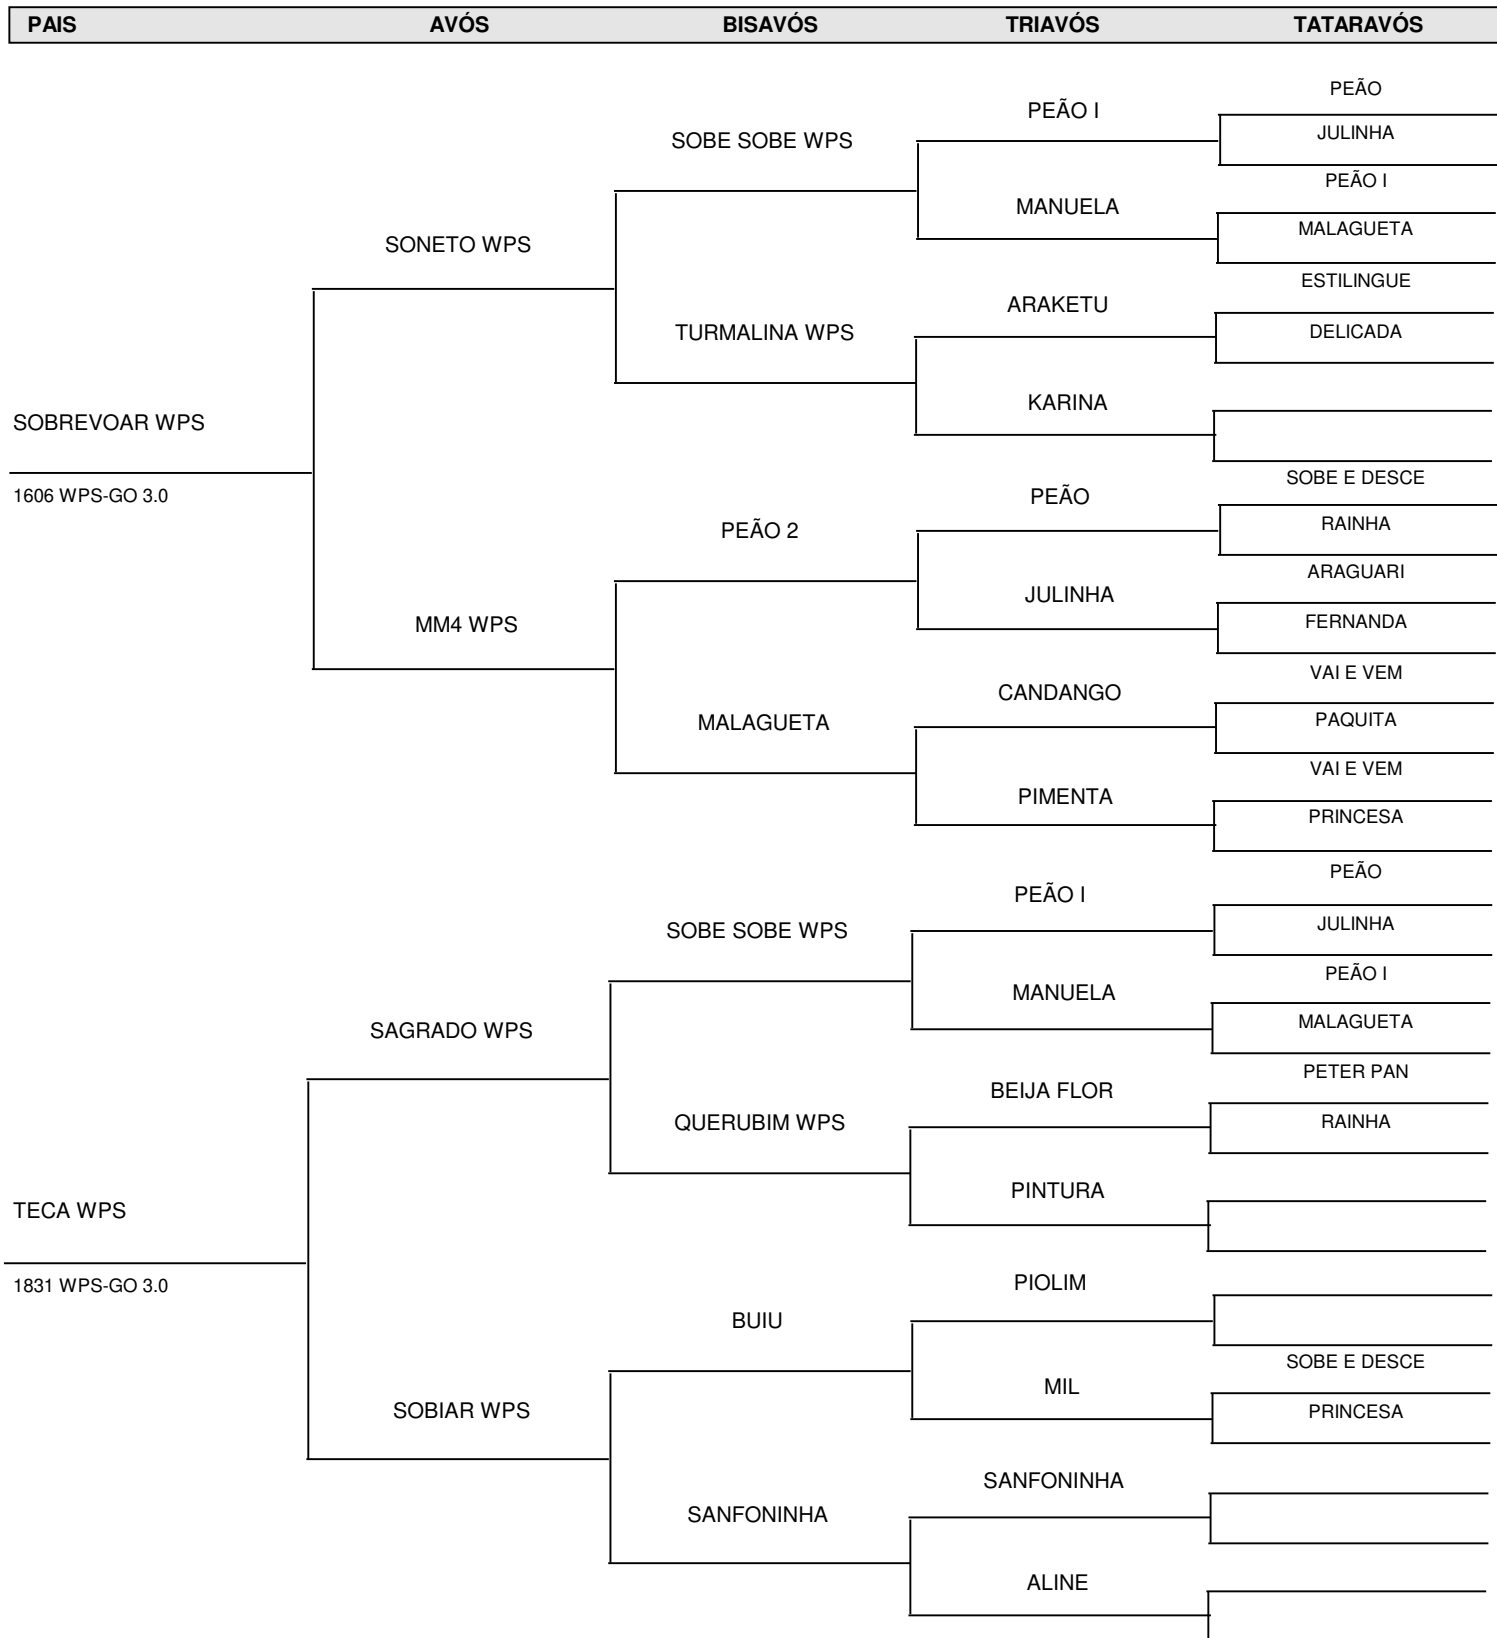 PAIS AVÓS BISAVÓS TRIAVÓS TATARAVÓS
PEÃO
PEÃO I
JULINHA
SOBE SOBE WPS
PEÃO I
MANUELA
MALAGUETA
SONETO WPS
ESTILINGUE
ARAKETU
TURMALINA WPS
DELICADA
KARINA
SOBREVOAR WPS
SOBE E DESCE
1606 WPS-GO 3.0
PEÃO
RAINHA
PEÃO 2
ARAGUARI
JULINHA
FERNANDA
MM4 WPS
VAI E VEM
CANDANGO
PAQUITA
MALAGUETA
VAI E VEM
PIMENTA
PRINCESA
PEÃO
PEÃO I
JULINHA
SOBE SOBE WPS
PEÃO I
MANUELA
MALAGUETA
SAGRADO WPS
PETER PAN
BEIJA FLOR
RAINHA
QUERUBIM WPS
PINTURA
TECA WPS
1831 WPS-GO 3.0
PIOLIM
BUIU
SOBE E DESCE
MIL
PRINCESA
SOBIAR WPS
SANFONINHA
SANFONINHA
ALINE